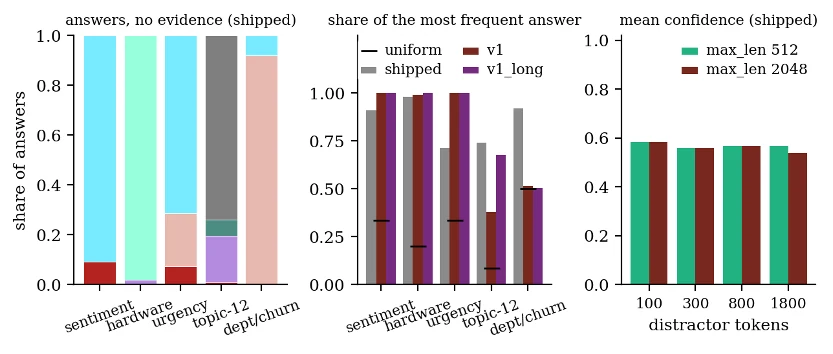 answers, no evidence (shipped)
share of answers
1.0
0.8
0.6
0.4
0.2
0.0
sentiment
hardware
urgency
topic-12
dept/churn
share of the most frequent answer
uniform
shipped
v1
v1_long
1.00
0.75
0.50
0.25
0.00
sentiment
hardware
urgency
topic-12
dept/churn
mean confidence (shipped)
max_len 512
max_len 2048
1.0
0.8
0.6
0.4
0.2
0.0
100
300
800
1800
distractor tokens